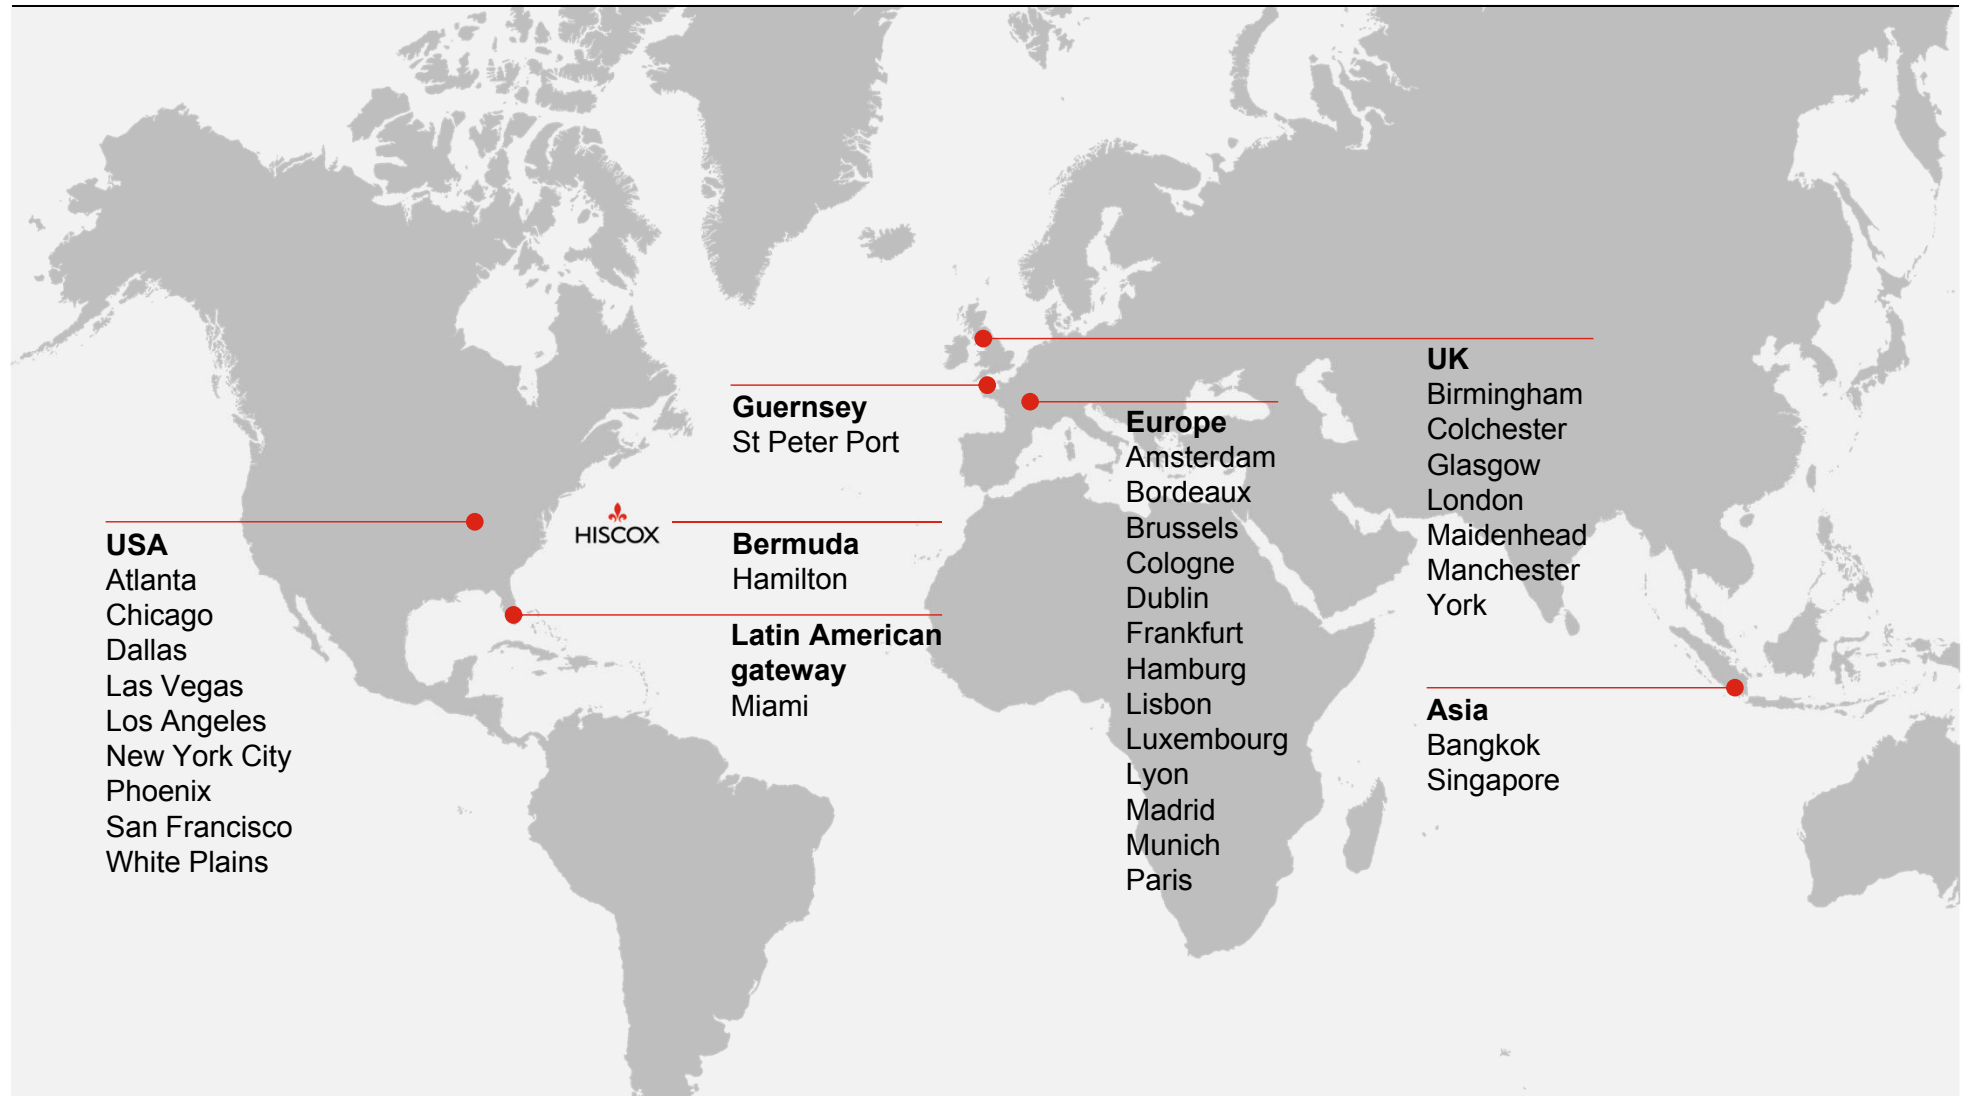 USA
Atlanta
Chicago
Dallas
Las Vegas
Los Angeles
New York City
Phoenix
San Francisco
White Plains
HISCOX
Guernsey
St Peter Port
Bermuda
Hamilton
Latin American
gateway
Miami
Europe
Amsterdam
Bordeaux
Brussels
Cologne
Dublin
Frankfurt
Hamburg
Lisbon
Luxembourg
Lyon
Madrid
Munich
Paris
UK
Birmingham
Colchester
Glasgow
London
Maidenhead
Manchester
York
Asia
Bangkok
Singapore